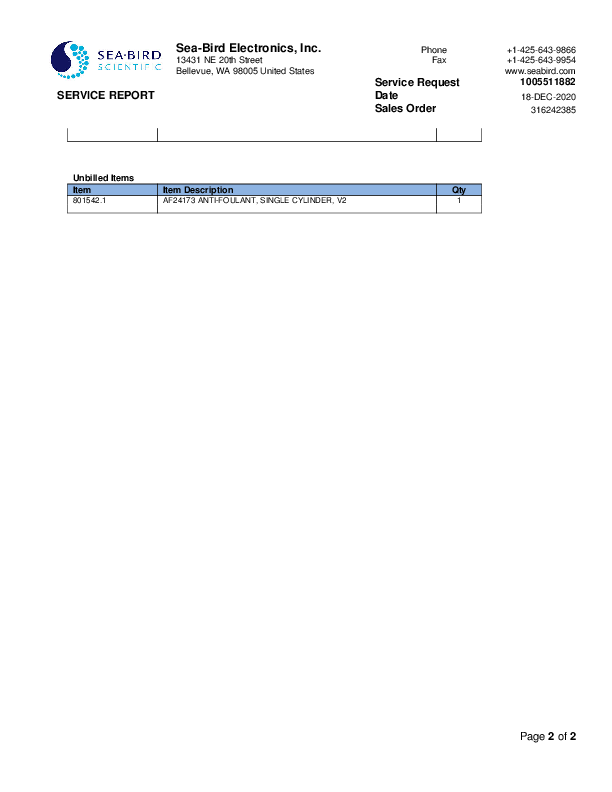 SEA·BIRD
SCIENTIFIC
Sea-Bird Electronics, Inc.
13431 NE 20th Street
Bellevue, WA 98005 United States
Phone +1-425-643-9866
Fax +1-425-643-9954
www.seabird.com
SERVICE REPORT
Service Request 1005511882
Date 18-DEC-2020
Sales Order 316242385
Unbilled Items
Item Item Description Qty
801542.1 AF24173 ANTI-FOULANT, SINGLE CYLINDER, V2 1
Page 2 of 2